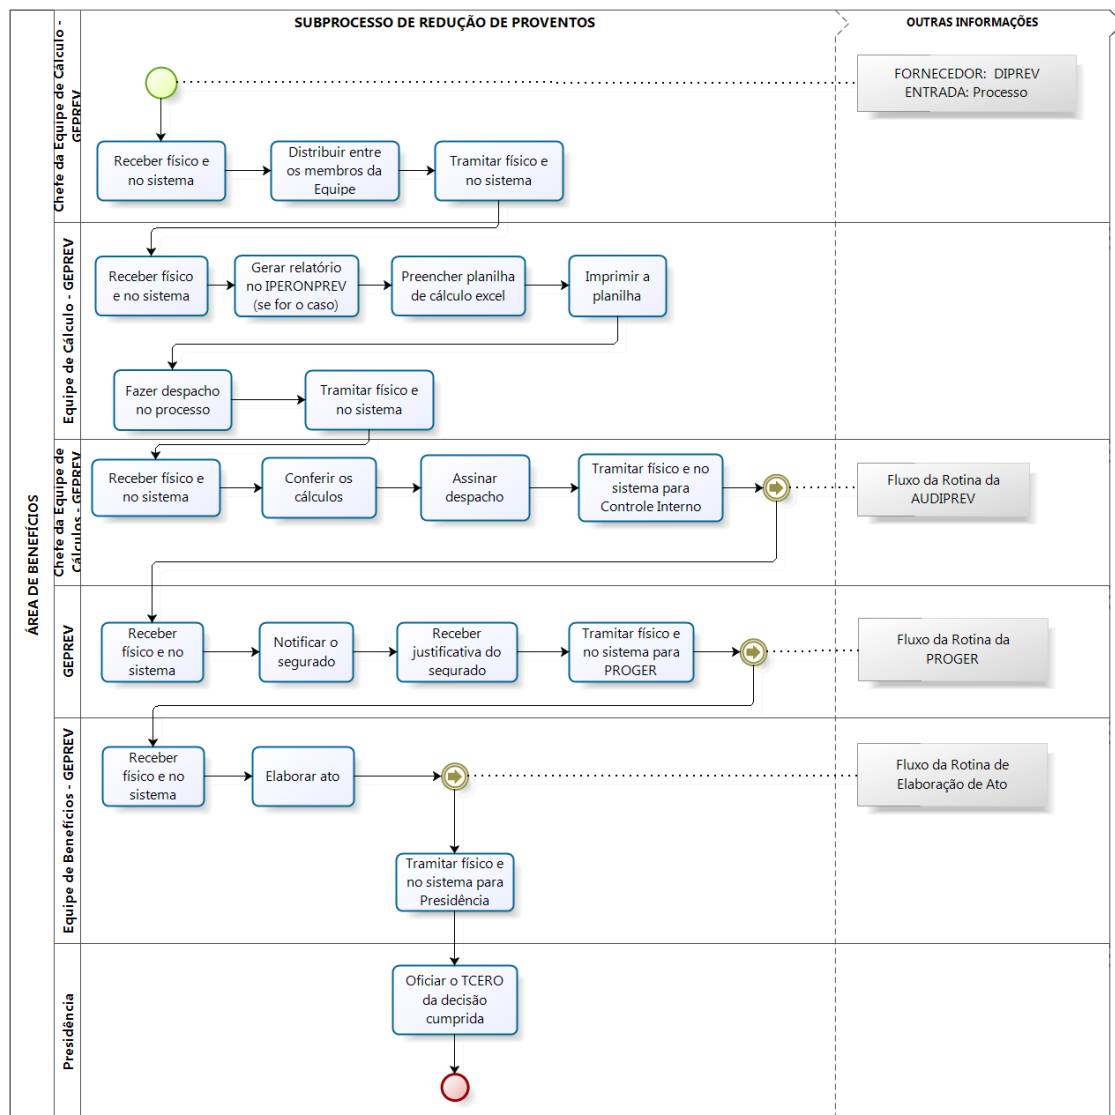 SUBPROCESSO DE REDUÇÃO DE PROVENTOS
OUTRAS INFORMAÇÕES
ÁREA DE BENEFÍCIOS
Chefe da Equipe de Cálculo -
GEPREV
FORNECEDOR: DIPREV
ENTRADA: Processo
Receber físico e
no sistema
Distribuir entre
os membros da
Equipe
Tramitar físico e
no sistema
Equipe de Cálculo - GEPREV
Receber físico
e no sistema
Gerar relatório
no IPERONPREV
(se for o caso)
Preencher planilha
de cálculo excel
Imprimir a
planilha
Fazer despacho
no processo
Tramitar físico e
no sistema
Chefe da Equipe de
Cálculos - GEPREV
Receber físico e
no sistema
Conferir os
cálculos
Assinar
despacho
Tramitar físico e no
sistema para
Controle Interno
Fluxo da Rotina da
AUDIPREV
GEPREV
Receber
físico e no
sistema
Notificar o
segurado
Receber
justificativa do
segurado
Tramitar físico e
no sistema para
PROGER
Fluxo da Rotina da
PROGER
Equipe de Benefícios - GEPREV
Receber
físico e no
sistema
Elaborar ato
Fluxo da Rotina de
Elaboração de Ato
Tramitar físico e
no sistema para
Presidência
Presidência
Oficiar o TCERO
da decisão
cumprida